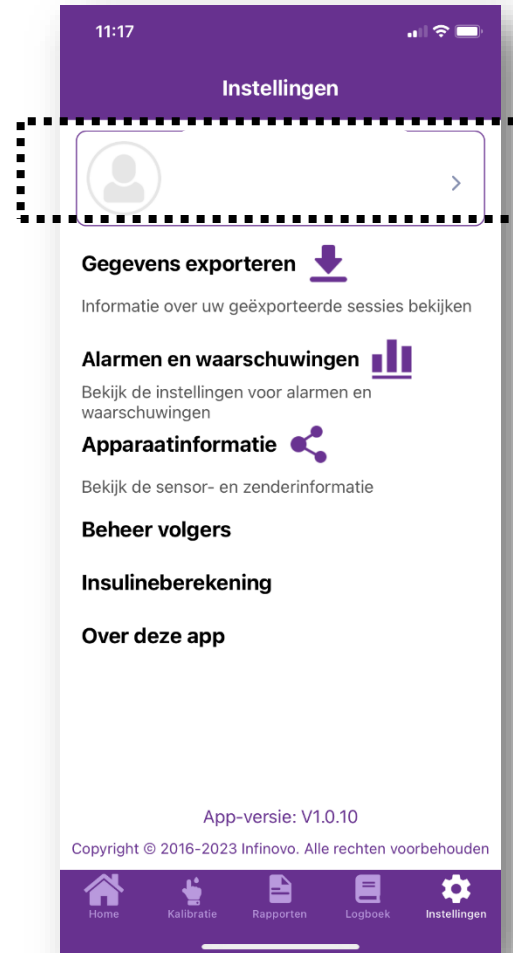 11:17
Instellingen
Gegevens exporteren
Informatie over uw geëxporteerde sessies bekijken
Alarmen en waarschuwingen
Bekijk de instellingen voor alarmen en
waarschuwingen
Apparaatinformatie
Bekijk de sensor- en zenderinformatie
Beheer volgers
Insulineberekening
Over deze app
App-versie: V1.0.10
Copyright © 2016-2023 Infinovo. Alle rechten voorbehouden
Home Kalibratie Rapporten Logboek Instellingen